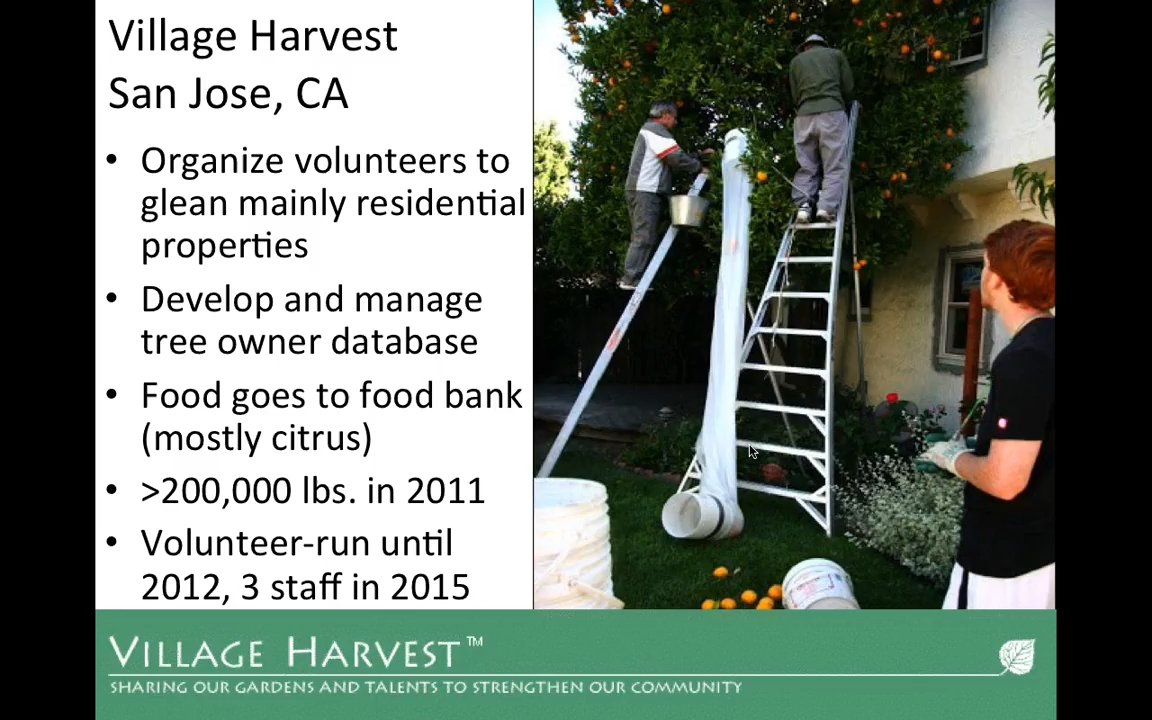 Village Harvest
San Jose, CA
• Organize volunteers to
glean mainly residential
properties
• Develop and manage
tree owner database
• Food goes to food bank
(mostly citrus)
• >200,000 lbs. in 2011
• Volunteer-run until
2012, 3 staff in 2015
VILLAGE HARVEST™
SHARING OUR GARDENS AND TALENTS TO STRENGTHEN OUR COMMUNITY